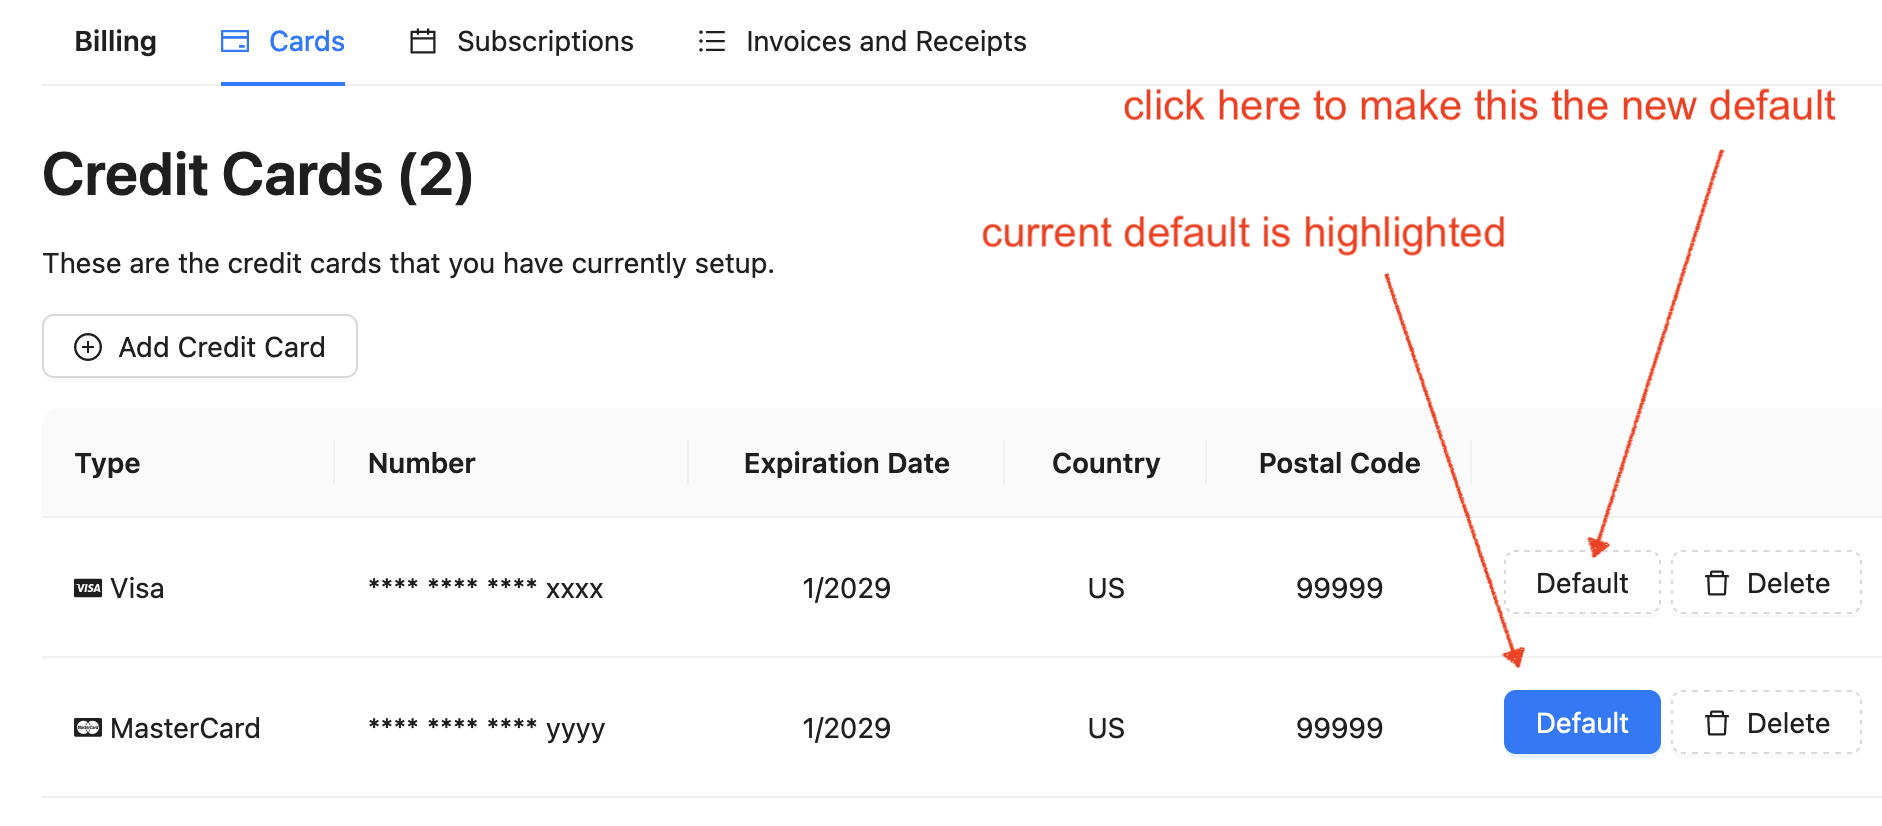 Billing Cards Subscriptions Invoices and Receipts
click here to make this the new default
Credit Cards (2)
current default is highlighted
These are the credit cards that you have currently setup.
Add Credit Card
Type Number Expiration Date Country Postal Code
VISA Visa **** **** **** xxxx 1/2029 US 99999 Default Delete
MasterCard **** **** **** yyyy 1/2029 US 99999 Default Delete